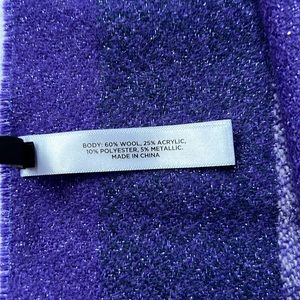 BODY: 60% WOOL, 25% ACRYLIC,
10% POLYESTER, 5% METALLIC.
MADE IN CHINA